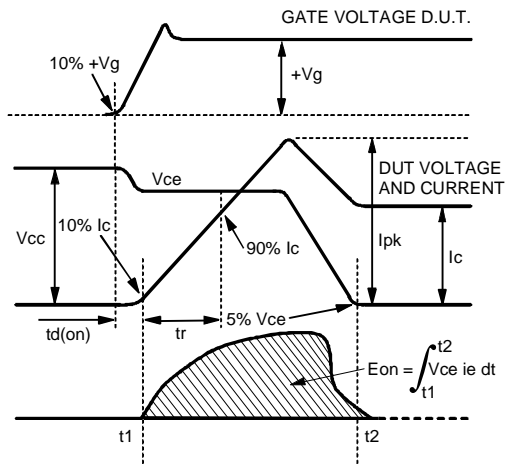 GATE VOLTAGE D.U.T.
10% +Vg
+Vg
Vce
DUT VOLTAGE
AND CURRENT
10% Ic
Vcc
90% Ic
Ipk
Ic
td(on)
tr
5% Vce
Eon = ∫ Vce ie dt
t2
t1
t1
t2